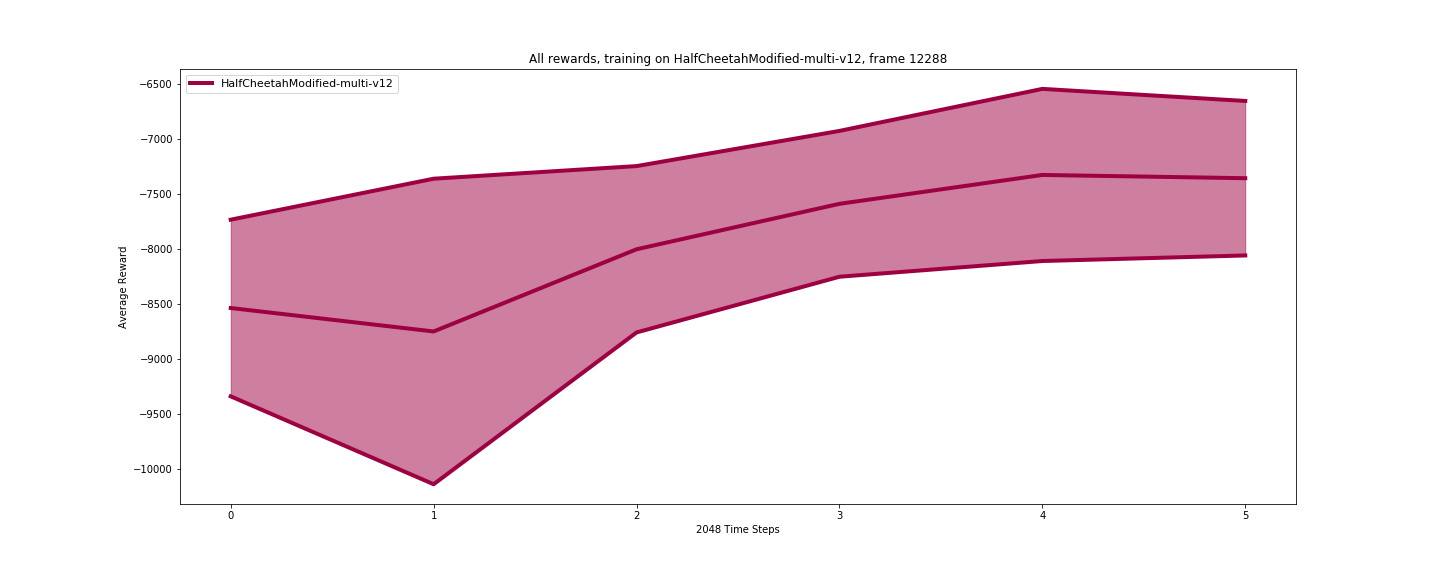 All rewards, training on HalfCheetahModified-multi-v12, frame 12288
HalfCheetahModified-multi-v12
−6500
−7000
−7500
−8000
−8500
−9000
−9500
−10000
Average Reward
0 1 2 3 4 5
2048 Time Steps